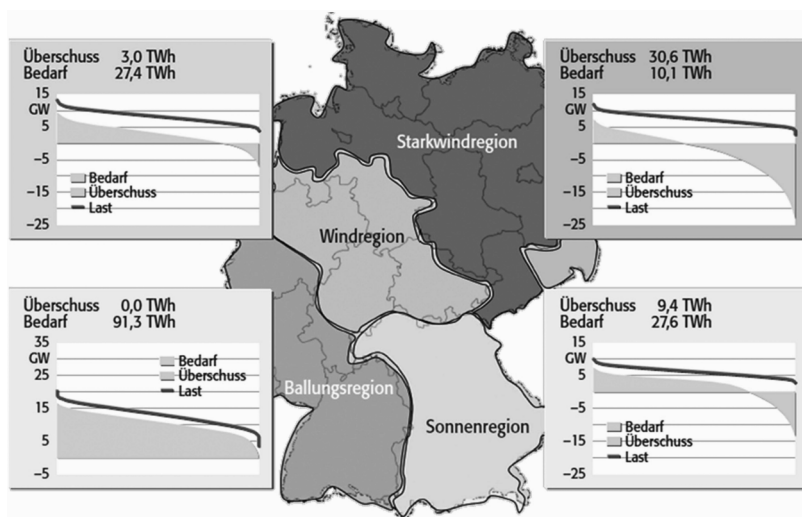 Überschuss 3,0 TWh
Bedarf 27,4 TWh
15
GW
5
–5
–15
–25
Bedarf
Überschuss
Last
Überschuss 30,6 TWh
Bedarf 10,1 TWh
15
GW
5
–5
–15
–25
Bedarf
Überschuss
Last
Starkwindregion
Windregion
Überschuss 0,0 TWh
Bedarf 91,3 TWh
35
GW
25
15
5
–5
Bedarf
Überschuss
Last
Ballungsregion
Sonnenregion
Überschuss 9,4 TWh
Bedarf 27,6 TWh
15
GW
5
–5
–15
–25
Bedarf
Überschuss
Last